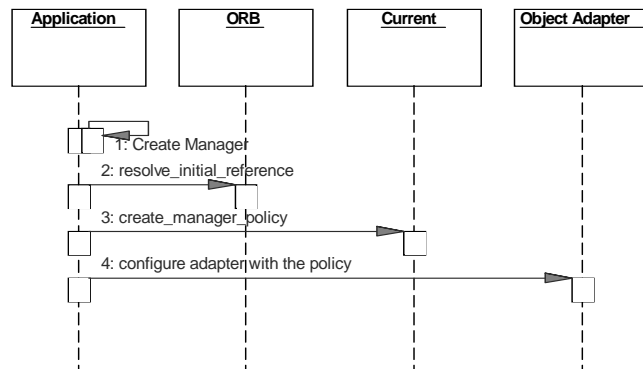 Application
ORB
Current
Object Adapter
1: Create Manager
2: resolve_initial_reference
3: create_manager_policy
4: configure adapter with the policy